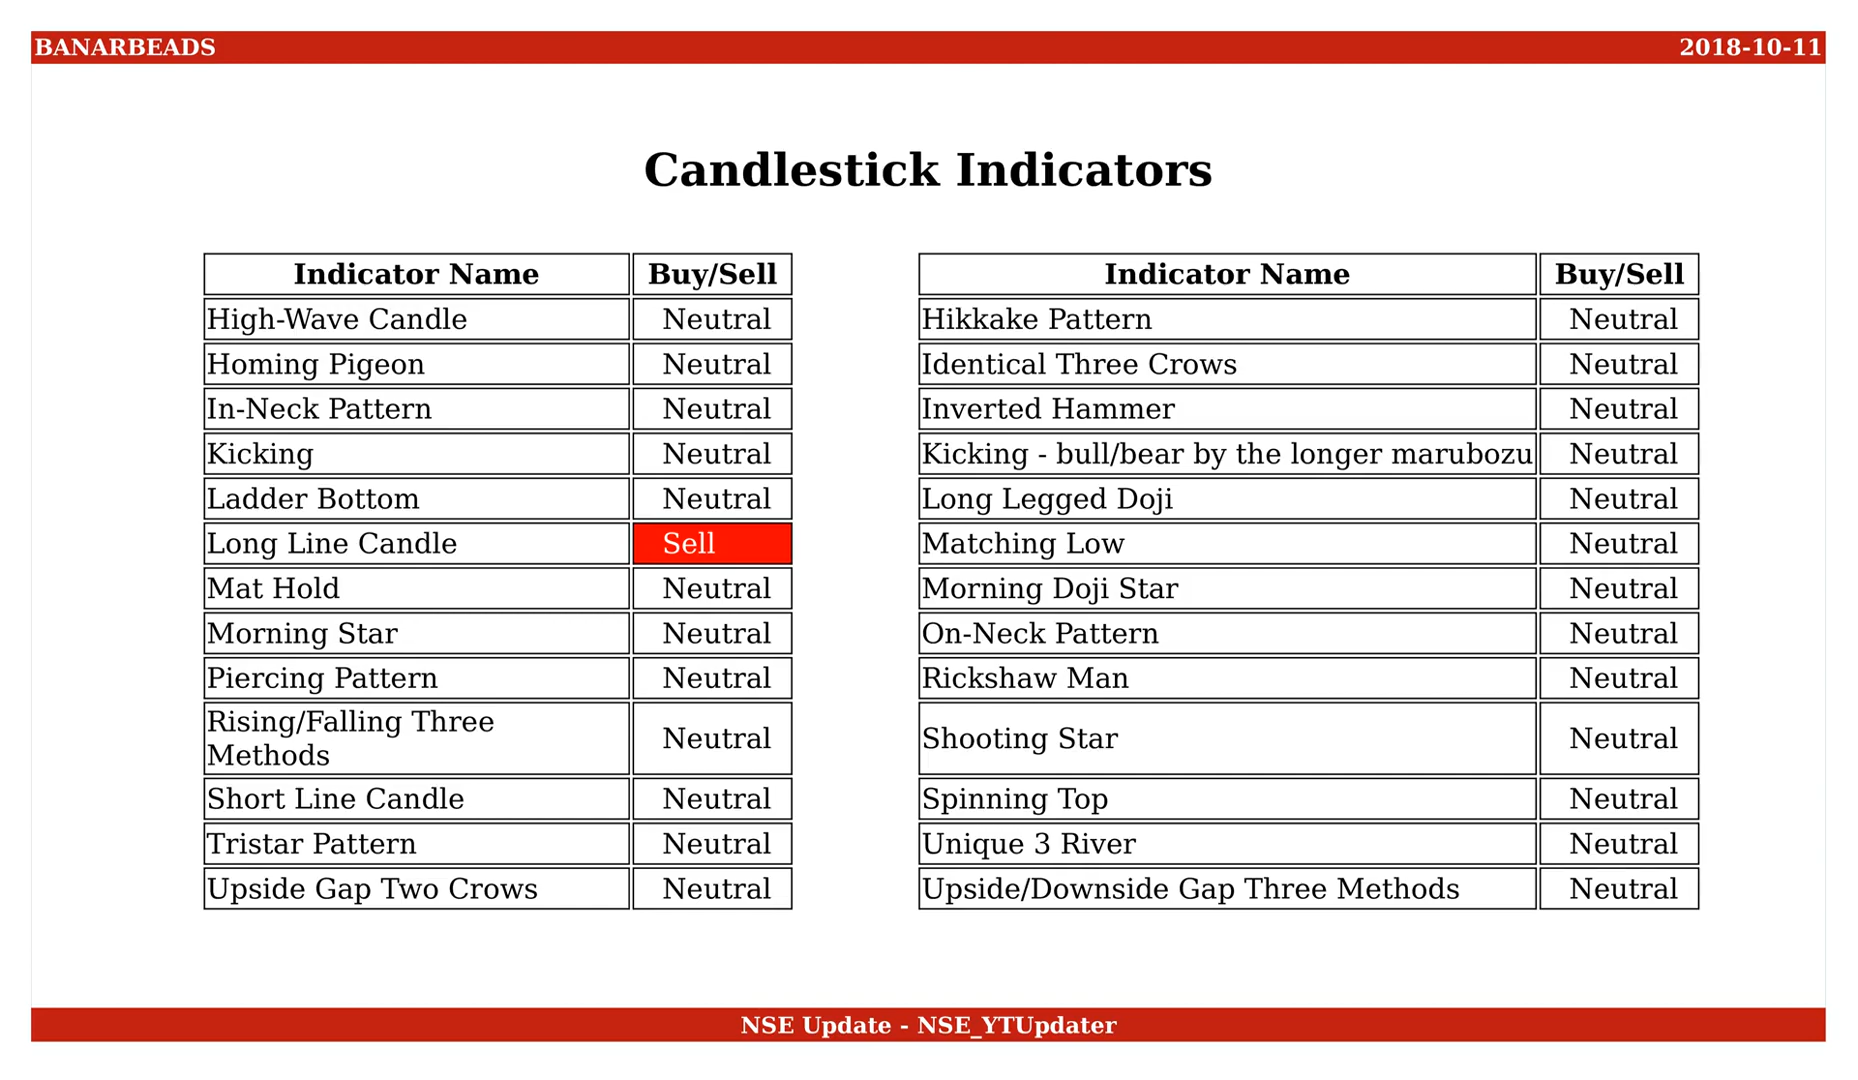 BANARBEADS 2018-10-11
Candlestick Indicators
Indicator Name Buy/Sell
High-Wave Candle Neutral
Homing Pigeon Neutral
In-Neck Pattern Neutral
Kicking Neutral
Ladder Bottom Neutral
Long Line Candle Sell
Mat Hold Neutral
Morning Star Neutral
Piercing Pattern Neutral
Rising/Falling Three
Methods Neutral
Short Line Candle Neutral
Tristar Pattern Neutral
Upside Gap Two Crows Neutral
Indicator Name Buy/Sell
Hikkake Pattern Neutral
Identical Three Crows Neutral
Inverted Hammer Neutral
Kicking - bull/bear by the longer marubozu Neutral
Long Legged Doji Neutral
Matching Low Neutral
Morning Doji Star Neutral
On-Neck Pattern Neutral
Rickshaw Man Neutral
Shooting Star Neutral
Spinning Top Neutral
Unique 3 River Neutral
Upside/Downside Gap Three Methods Neutral
NSE Update - NSE_YTUpdater